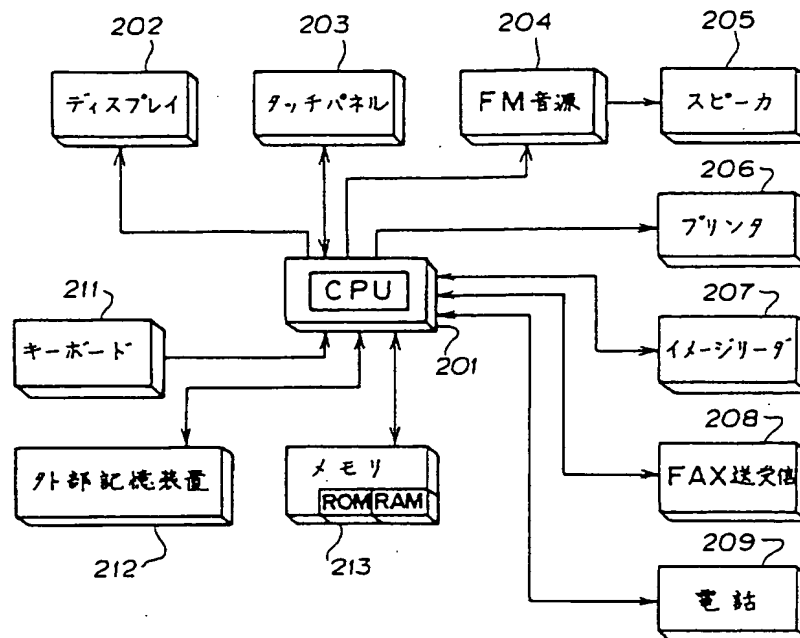 202
203
204
205
ディスプレイ
タッチパネル
FM音源
スピーカ
206
プリンタ
CPU
201
207
イメージリーダ
211
キーボード
208
FAX送受信
外部記憶装置
212
メモリ
ROM RAM
213
209
電話